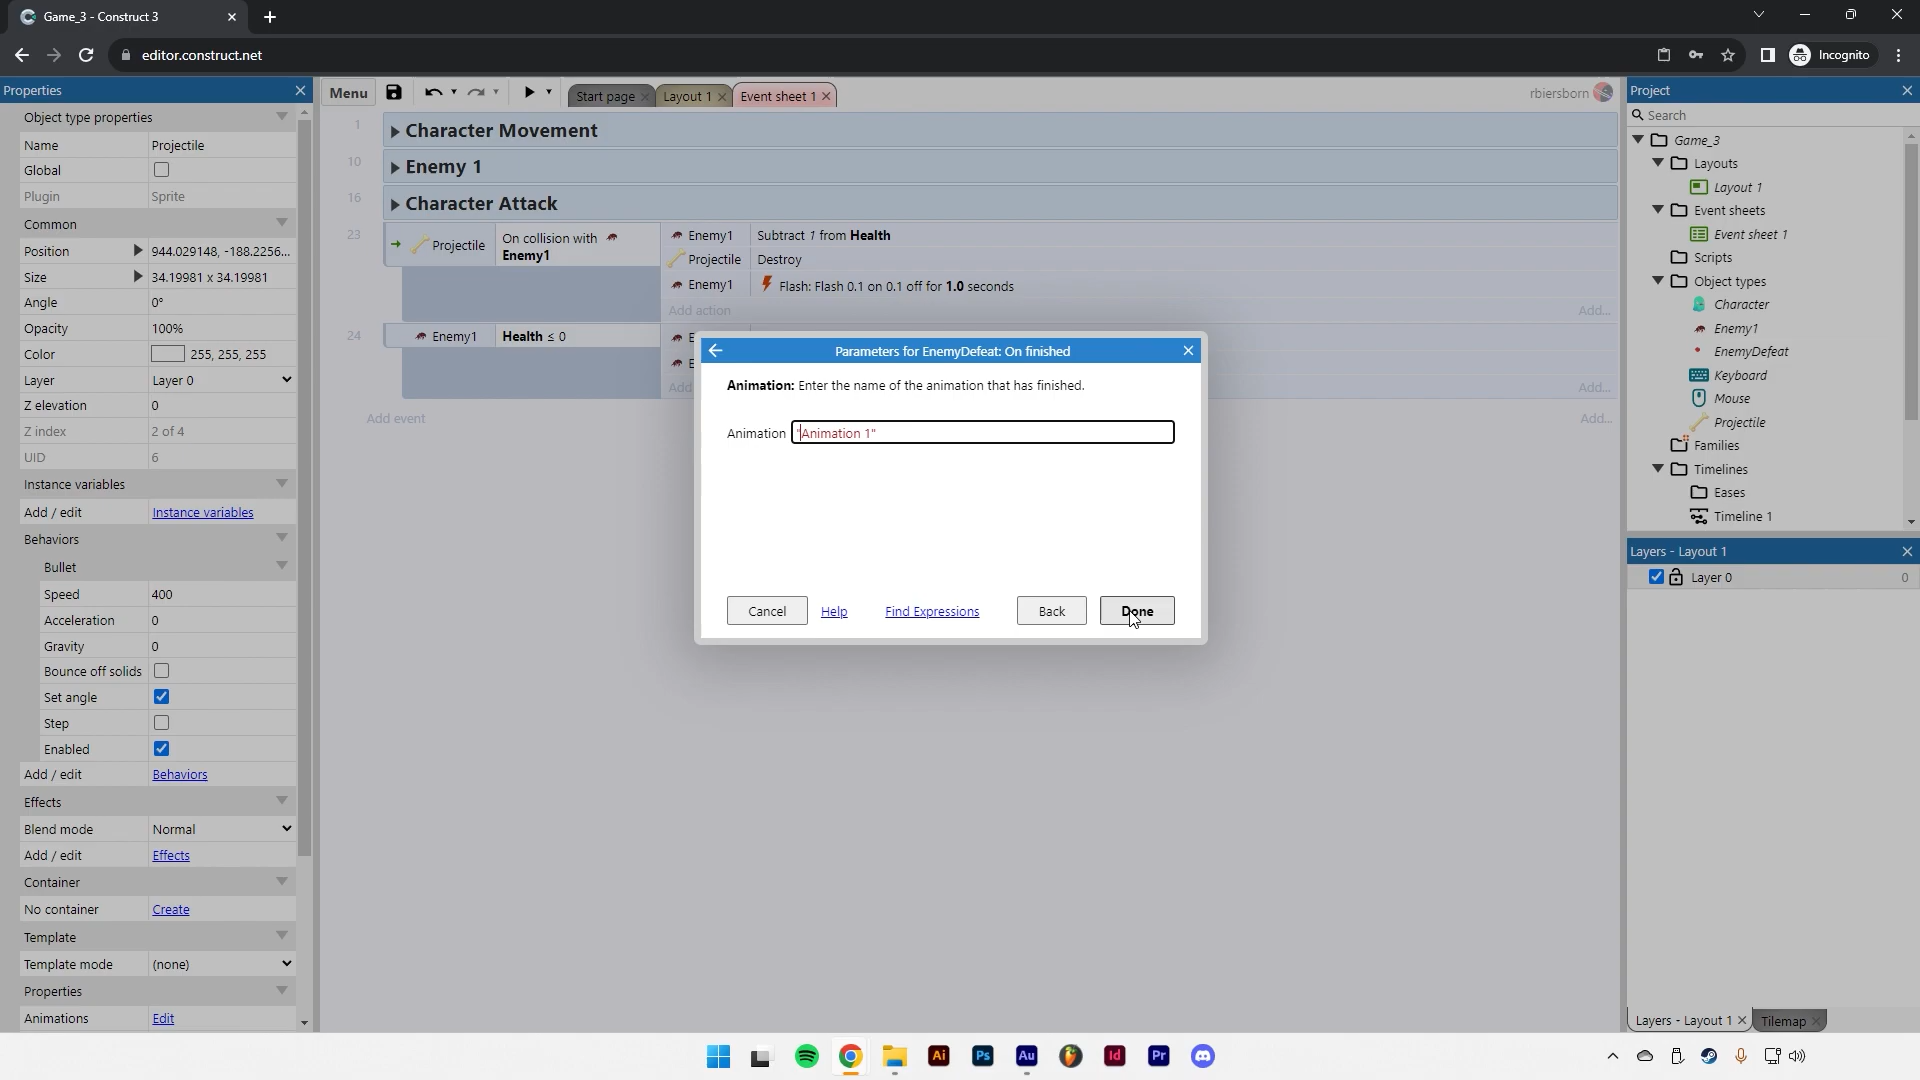 Game_3 - Construct 3
editor.construct.net
Incognito
Properties
Object type properties
Name Projectile
Global
Plugin Sprite
Common
Position 944.029148, -188.2256...
Size 34.19981 x 34.19981
Angle 0°
Opacity 100%
Color 255, 255, 255
Layer Layer 0
Z elevation 0
Z index 2 of 4
UID 6
Instance variables
Add / edit Instance variables
Behaviors
Bullet
Speed 400
Acceleration 0
Gravity 0
Bounce off solids
Set angle
Step
Enabled
Add / edit Behaviors
Effects
Blend mode Normal
Add / edit Effects
Container
No container Create
Template
Template mode (none)
Properties
Animations Edit
Menu
Start page
Layout 1
Event sheet 1
rbiersborn
1 Character Movement
10 Enemy 1
16 Character Attack
23 Projectile On collision with
Enemy1
Enemy1 Subtract 1 from Health
Projectile Destroy
Enemy1 Flash: Flash 0.1 on 0.1 off for 1.0 seconds
Add action Add...
24 Enemy1 Health ≤ 0
E
E
Add Add...
Add event Add...
Parameters for EnemyDefeat: On finished
Animation: Enter the name of the animation that has finished.
Animation "Animation 1"
Cancel Help Find Expressions Back Done
Project
Search
Game_3
Layouts
Layout 1
Event sheets
Event sheet 1
Scripts
Object types
Character
Enemy1
EnemyDefeat
Keyboard
Mouse
Projectile
Families
Timelines
Eases
Timeline 1
Layers - Layout 1
Layer 0 0
Layers - Layout 1
Tilemap
Ai
Ps
Au
Id
Pr